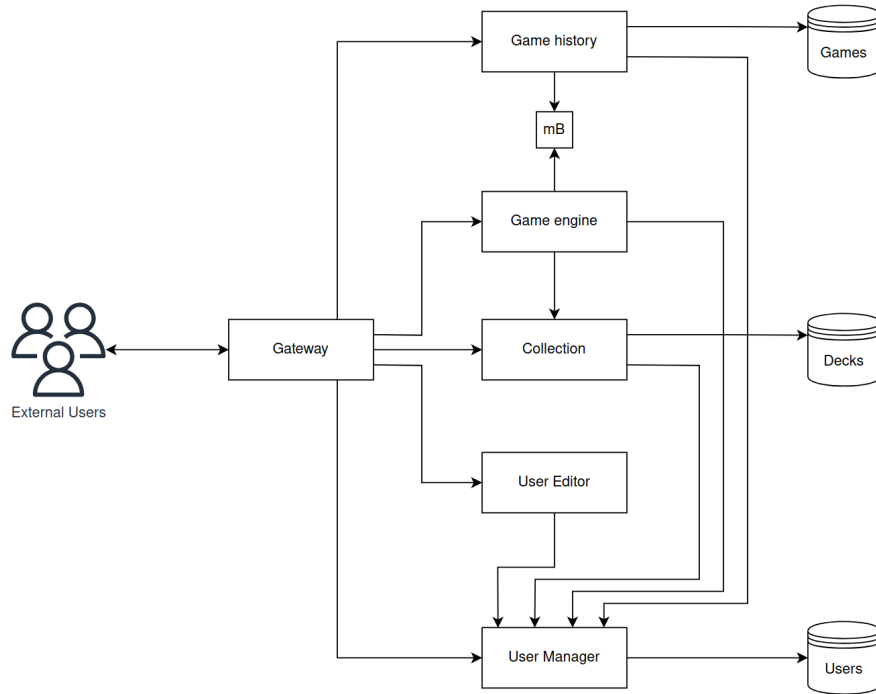 Game history
Games
mB
Game engine
Gateway
Collection
Decks
External Users
User Editor
User Manager
Users